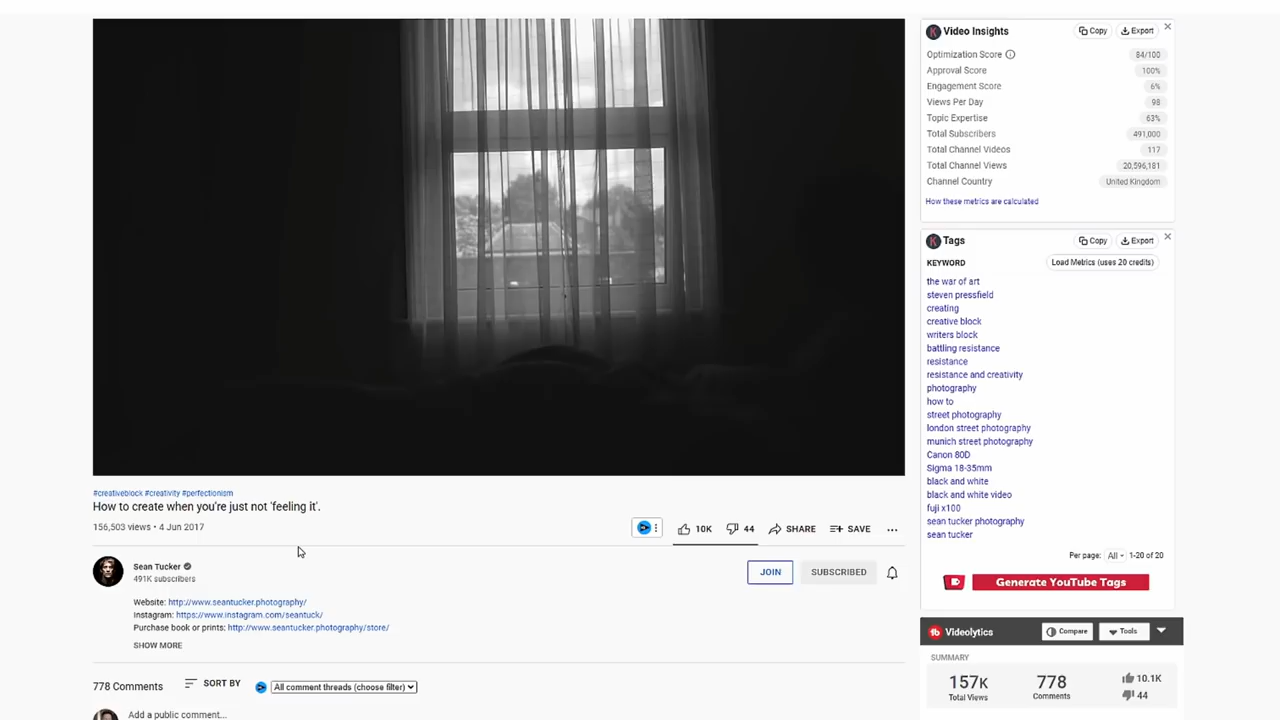 #creativeblock #creativity #perfectionism
How to create when you're just not 'feeling it'.
156,503 views • 4 Jun 2017
10K
44
SHARE
SAVE
Sean Tucker
491K subscribers
JOIN
SUBSCRIBED
Website: http://www.seantucker.photography/
Instagram: https://www.instagram.com/seantuck/
Purchase book or prints: http://www.seantucker.photography/store/
SHOW MORE
778 Comments
SORT BY
All comment threads (choose filter)
Add a public comment...
Video Insights
Copy
Export
Optimization Score 84/100
Approval Score 100%
Engagement Score 6%
Views Per Day 98
Topic Expertise 63%
Total Subscribers 491,000
Total Channel Videos 117
Total Channel Views 20,596,181
Channel Country United Kingdom
How these metrics are calculated
Tags
Copy
Export
KEYWORD
Load Metrics (uses 20 credits)
the war of art
steven pressfield
creating
creative block
writers block
battling resistance
resistance
resistance and creativity
photography
how to
street photography
london street photography
munich street photography
Canon 80D
Sigma 18-35mm
black and white
black and white video
fuji x100
sean tucker photography
sean tucker
Per page: All 1-20 of 20
Generate YouTube Tags
Videolytics
Compare
Tools
SUMMARY
157K
Total Views
778
Comments
10.1K
44